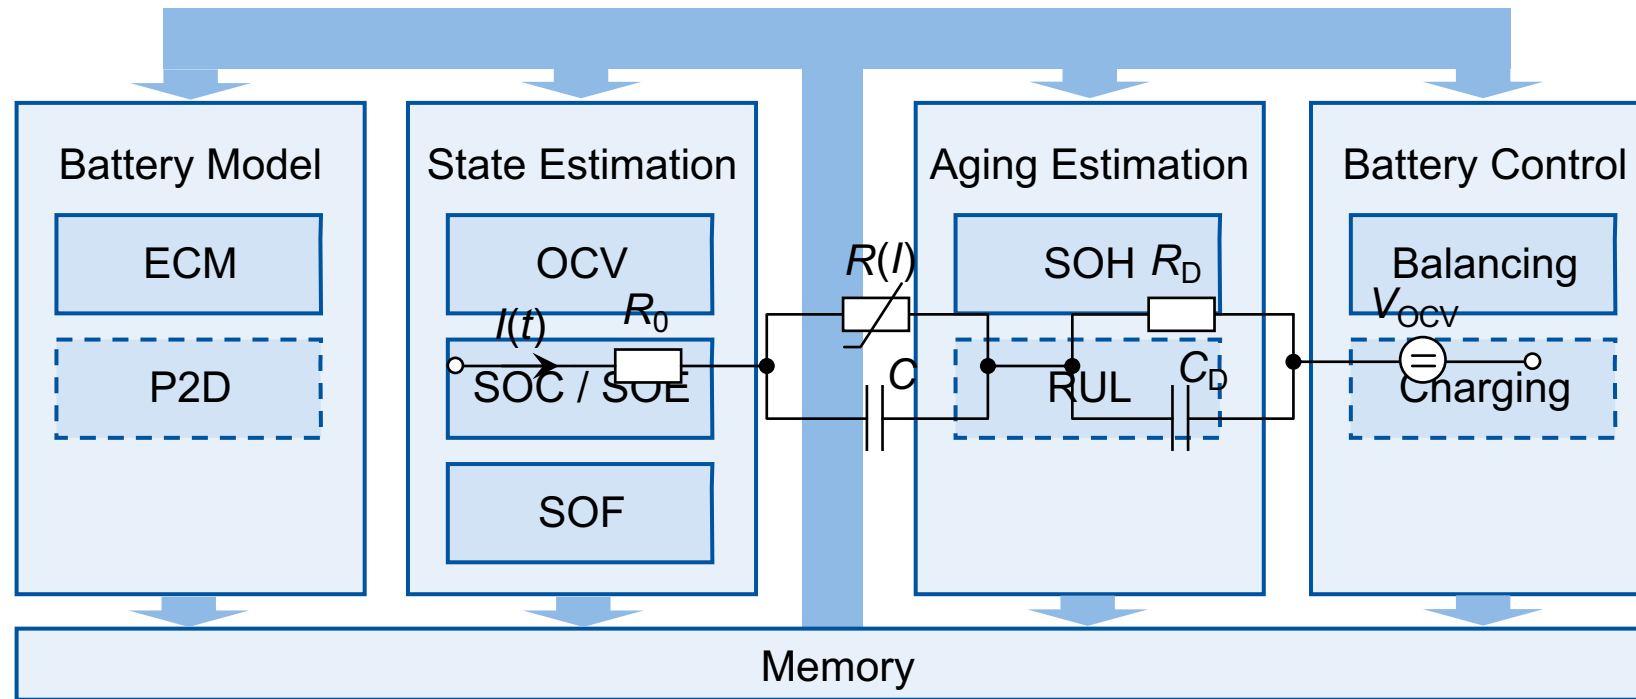 Battery Model
State Estimation
Aging Estimation
Battery Control
ECM
OCV
R(I)
SOH
R_D
Balancing
I(t)
R_0
V_OCV
P2D
SOC / SOE
C
RUL
C_D
Charging
SOF
Memory